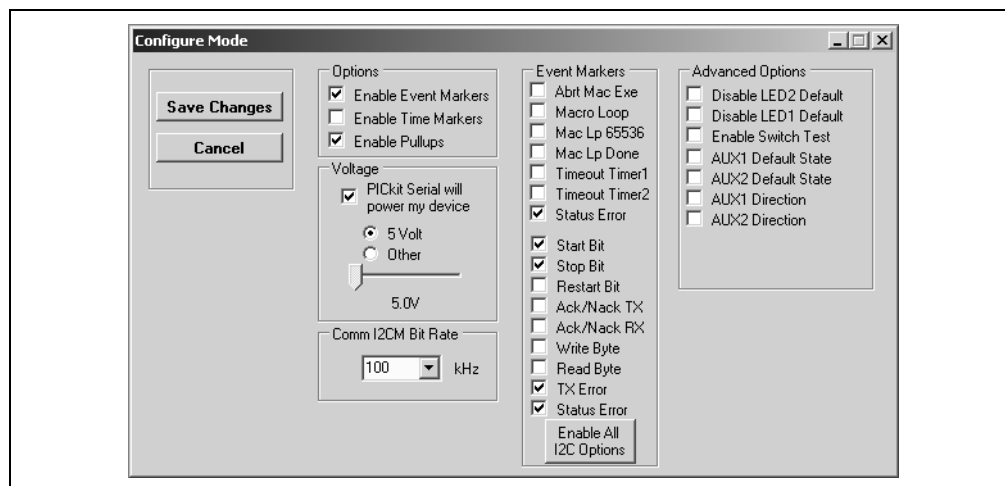 Configure Mode
Save Changes
Cancel
Options
Enable Event Markers
Enable Time Markers
Enable Pullups
Voltage
PICkit Serial will
power my device
5 Volt
Other
5.0V
Comm I2CM Bit Rate
100 kHz
Event Markers
Abrt Mac Exe
Macro Loop
Mac Lp 65536
Mac Lp Done
Timeout Timer1
Timeout Timer2
Status Error
Start Bit
Stop Bit
Restart Bit
Ack/Nack TX
Ack/Nack RX
Write Byte
Read Byte
TX Error
Status Error
Enable All
I2C Options
Advanced Options
Disable LED2 Default
Disable LED1 Default
Enable Switch Test
AUX1 Default State
AUX2 Default State
AUX1 Direction
AUX2 Direction